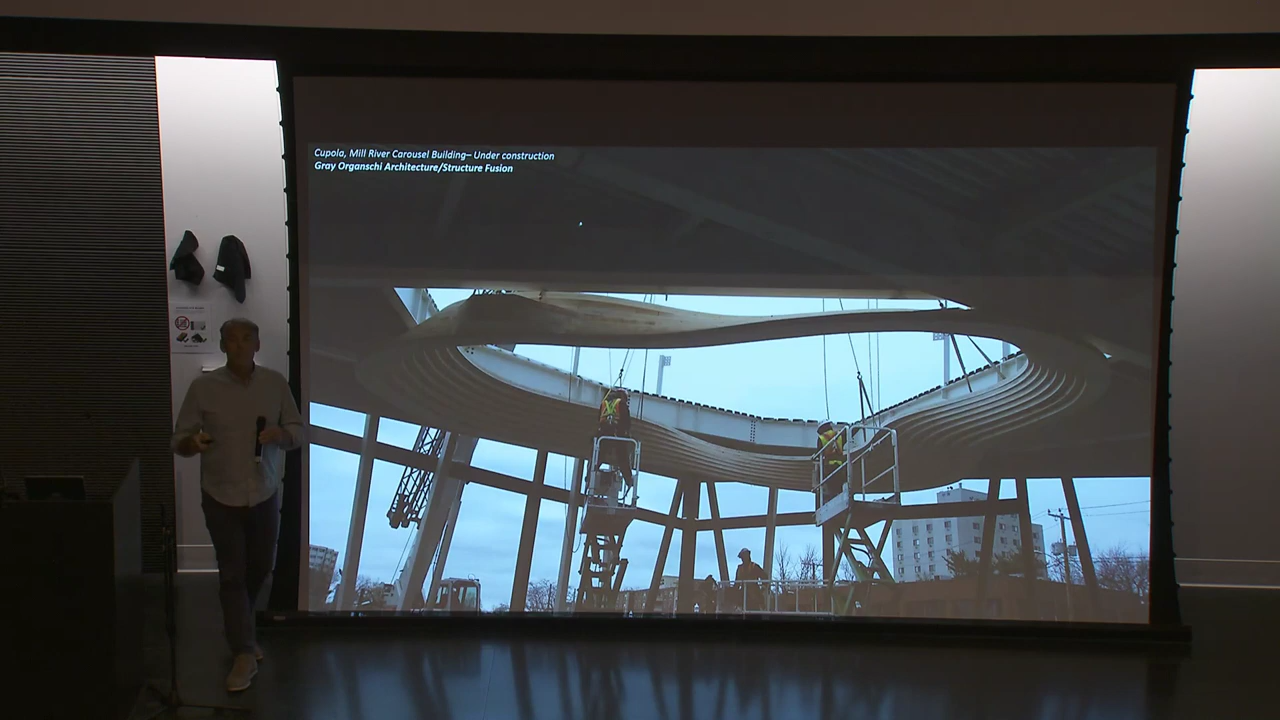 Cupola, Mill River Carousel Building– Under construction
Gray Organschi Architecture/Structure Fusion